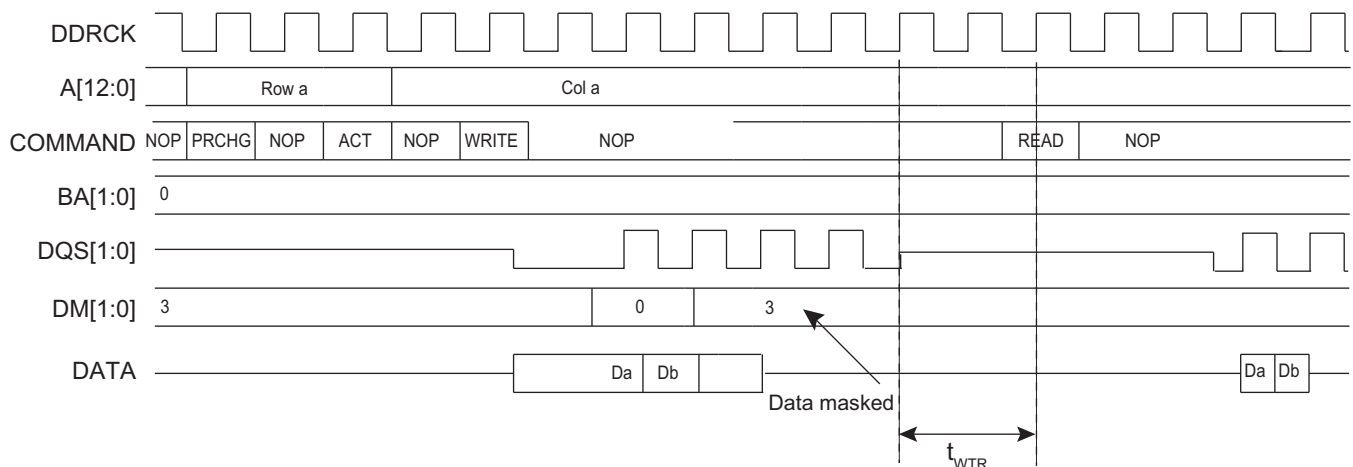 DDRCK
A[12:0] Row a Col a
COMMAND NOP PRCHG NOP ACT NOP WRITE NOP READ NOP
BA[1:0] 0
DQS[1:0]
DM[1:0] 3 0 3
DATA Da Db Da Db
Data masked
tWTR